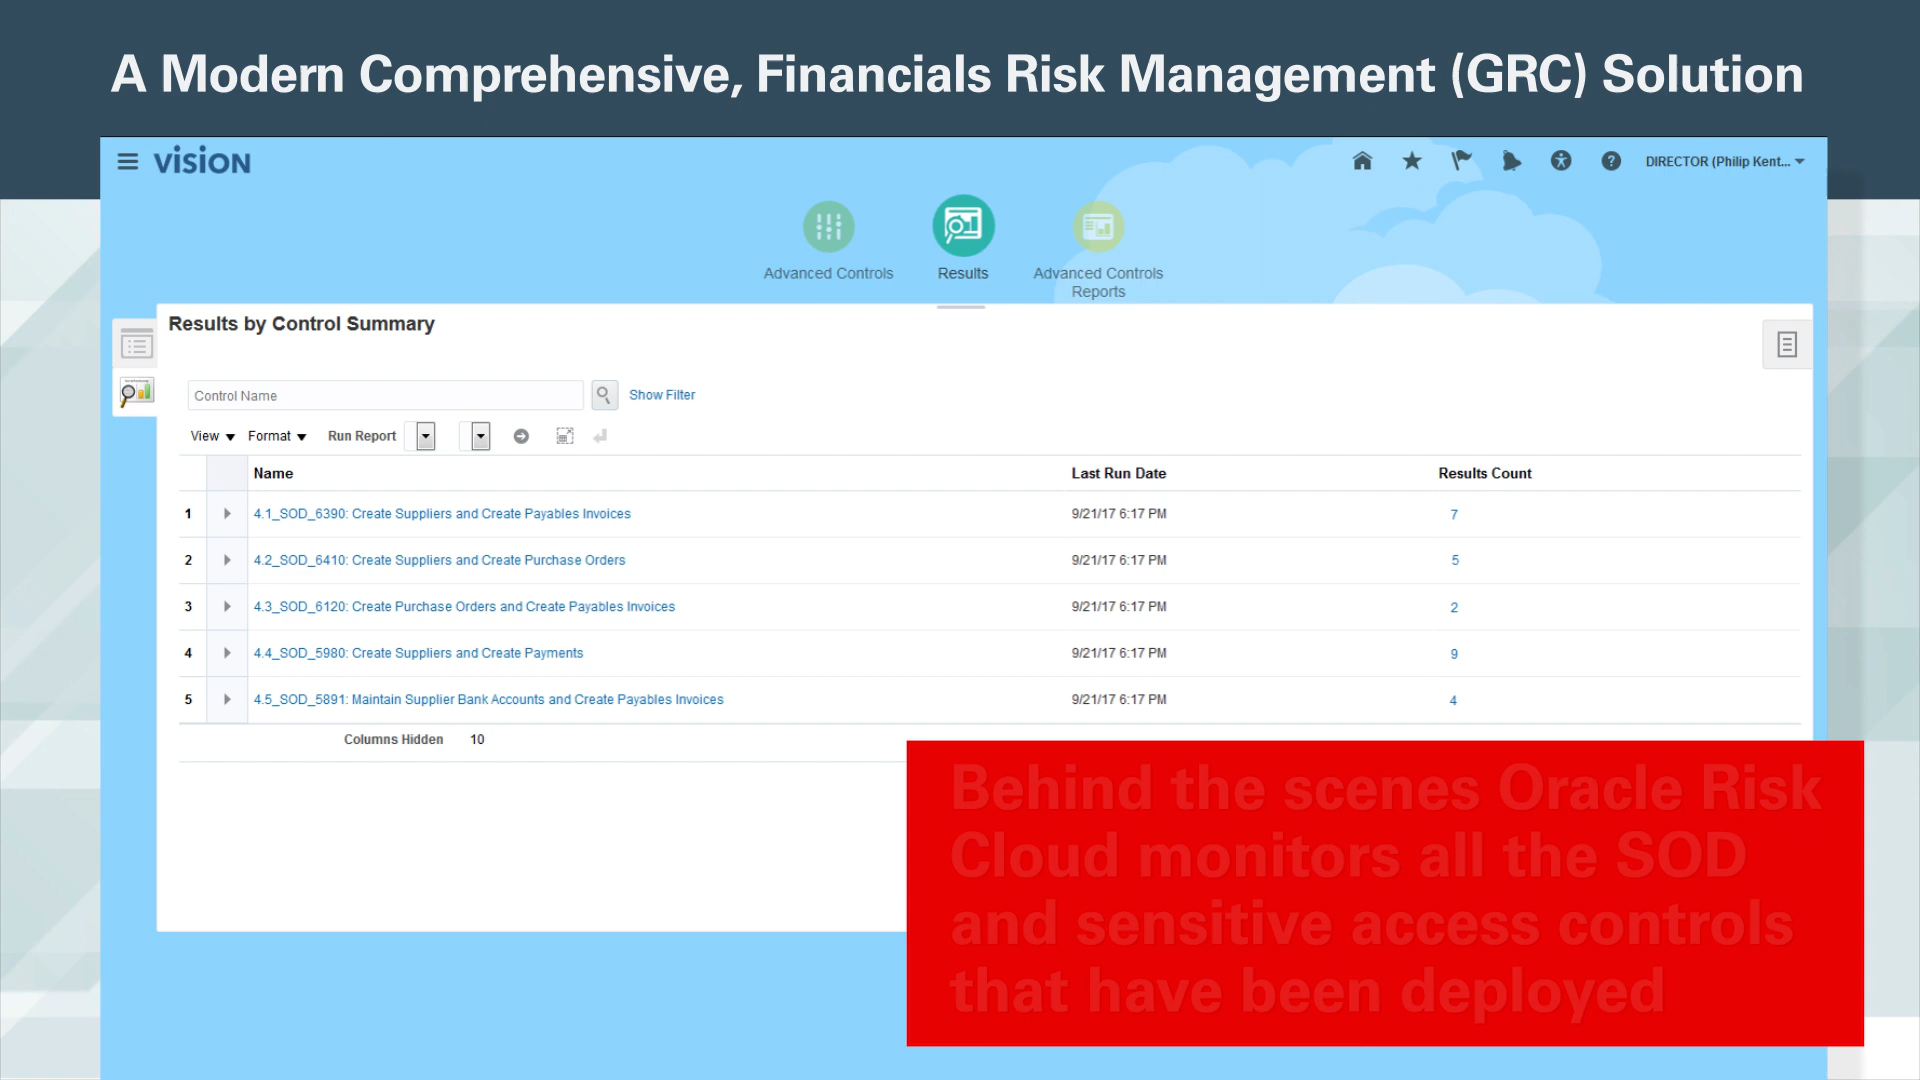 A Modern Comprehensive, Financials Risk Management (GRC) Solution
VISION
DIRECTOR (Philip Kent...
Advanced Controls
Results
Advanced Controls
Reports
Results by Control Summary
Control Name
Show Filter
View
Format
Run Report
Name
Last Run Date
Results Count
1
4.1_SOD_6390: Create Suppliers and Create Payables Invoices
9/21/17 6:17 PM
7
2
4.2_SOD_6410: Create Suppliers and Create Purchase Orders
9/21/17 6:17 PM
5
3
4.3_SOD_6120: Create Purchase Orders and Create Payables Invoices
9/21/17 6:17 PM
2
4
4.4_SOD_5980: Create Suppliers and Create Payments
9/21/17 6:17 PM
9
5
4.5_SOD_5891: Maintain Supplier Bank Accounts and Create Payables Invoices
9/21/17 6:17 PM
4
Columns Hidden
10
Behind the scenes Oracle Risk
Cloud monitors all the SOD
and sensitive access controls
that have been deployed